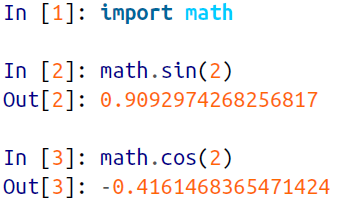 In [1]: import math
In [2]: math.sin(2)
Out[2]: 0.9092974268256817
In [3]: math.cos(2)
Out[3]: -0.4161468365471424